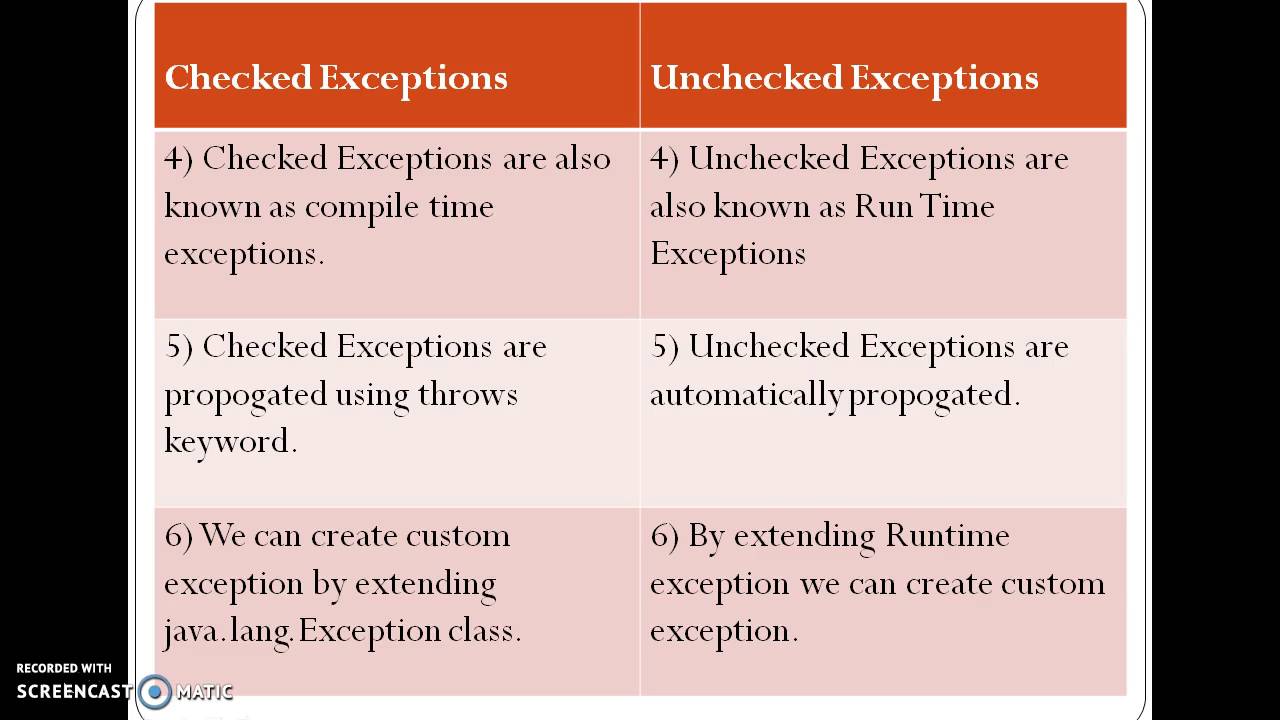 Checked Exceptions
Unchecked Exceptions
4) Checked Exceptions are also
known as compile time
exceptions.
4) Unchecked Exceptions are
also known as Run Time
Exceptions
5) Checked Exceptions are
propogated using throws
keyword.
5) Unchecked Exceptions are
automatically propogated.
6) We can create custom
exception by extending
java.lang.Exception class.
6) By extending Runtime
exception we can create custom
exception.
RECORDED WITH
SCREENCAST MATIC